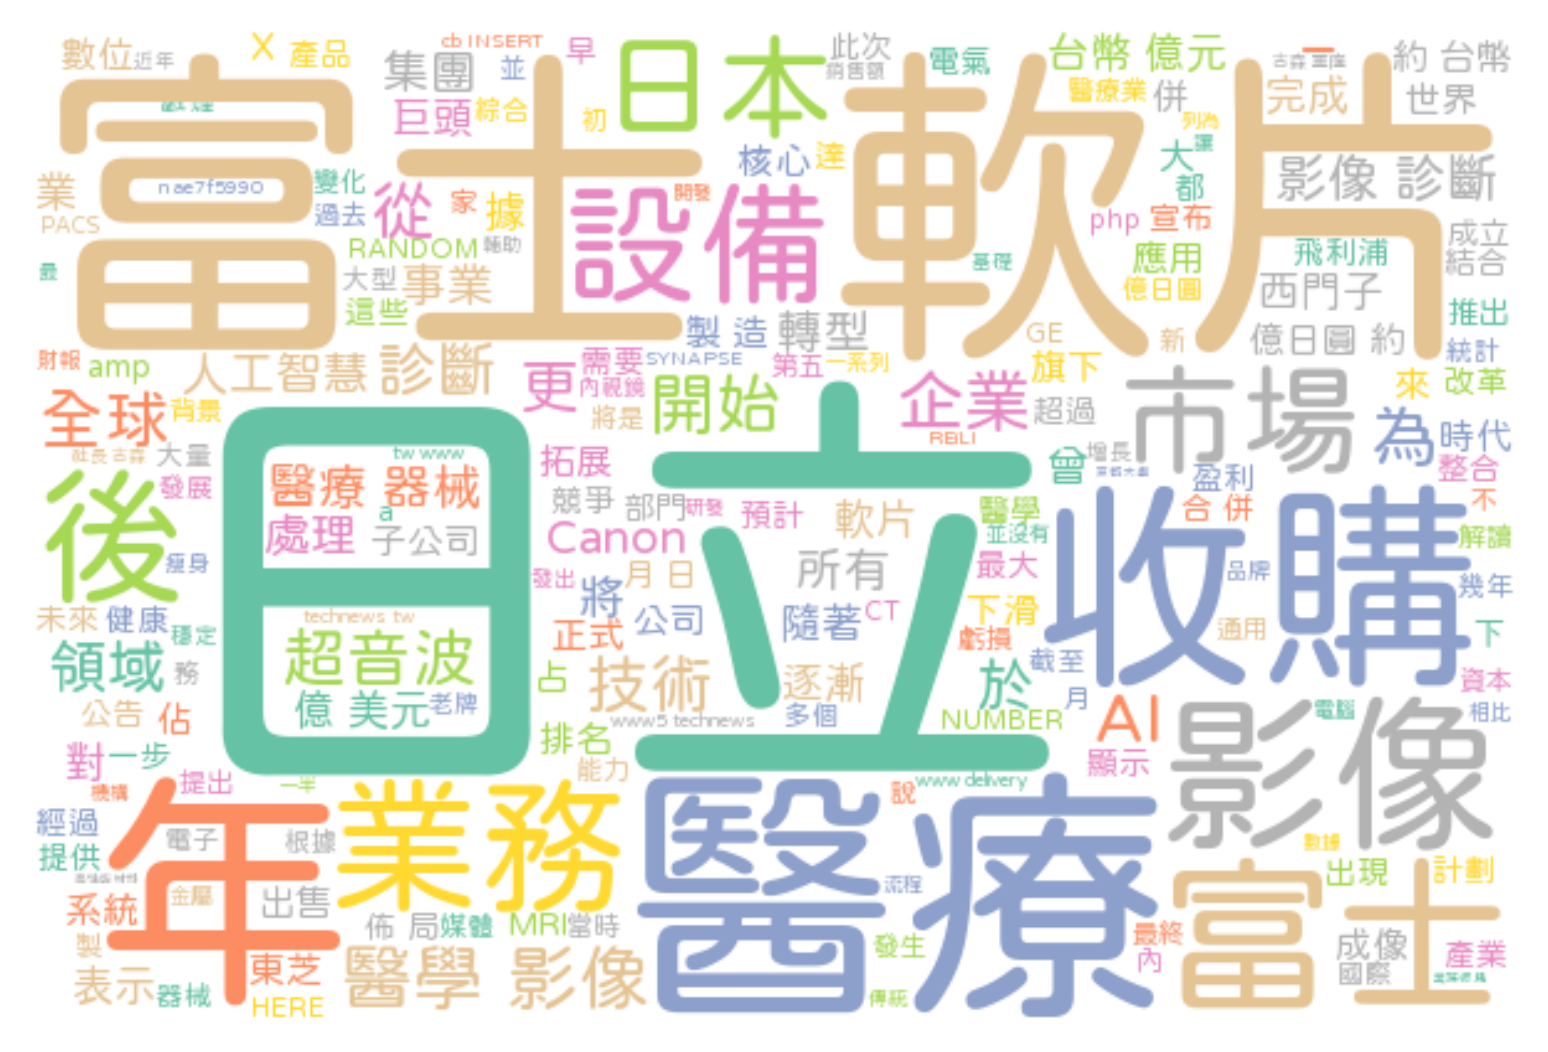 數位 近年 X 產品 cb INSERT 早 日本 此次 電氣 台幣 億元 一 約 台幣
集團 並 銷售額 醫療業 併 完成 世界
富士 軟片
巨頭 綜合 初 列為
核心 達 大 讓 影像 診斷
業 nae7f5990 變化 從 家 據 設備 開發 都
PACS 過去 php 宣布 成立
RANDOM 輔助 應用 飛利浦 結合
最 大型 事業 基礎 億日圓 西門子
這些 製 造 轉型 GE 新 億日圓 約 推出
財報 amp 人工智慧 診斷 需要 SYNAPSE 第五 一系列 旗下 統計
更 內視鏡 企業 市場 來 改革
全球 背景 將是 開始 超過 為 時代
RBLI
社長 古森 大量 tw www 拓展 曾 增長 整合
後 發展 醫療 器械 競爭 部門 研發 預計 軟片 醫學 盈利 不
a 合 併
日立 收購
處理 子公司 Canon 並沒有 解讀
瘦身 發出 月 日 所有 最大 品牌 幾年
未來 健康 technews tw 將 公司 隨著 CT 下滑 通用
穩定 正式 虧損 下
領域 務 超音波 占 技術 逐漸 於 截至 資本
公告 佔 億 美元 老牌 www5 technews 多個 NUMBER 月 AI 電腦 相比
對 一步 排名 影像
提出 一半 能力 www delivery 顯示
機構 年 業務 醫療 說
經過 電子 根據 數據
提供 流程 富士 出現 計劃
系統 金屬 出售 佈 局 媒體 MRI 當時
製 東芝 醫學 影像 發生 最終 成像 產業
表示 器械 內 國際
HERE 傳統